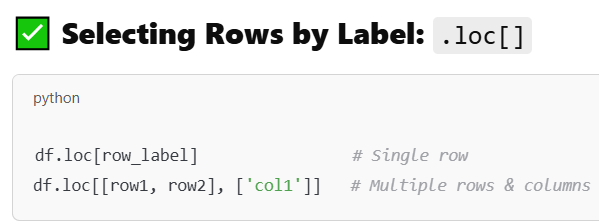 ✅ Selecting Rows by Label: .loc[]
python
df.loc[row_label]                # Single row
df.loc[[row1, row2], ['col1']]   # Multiple rows & columns